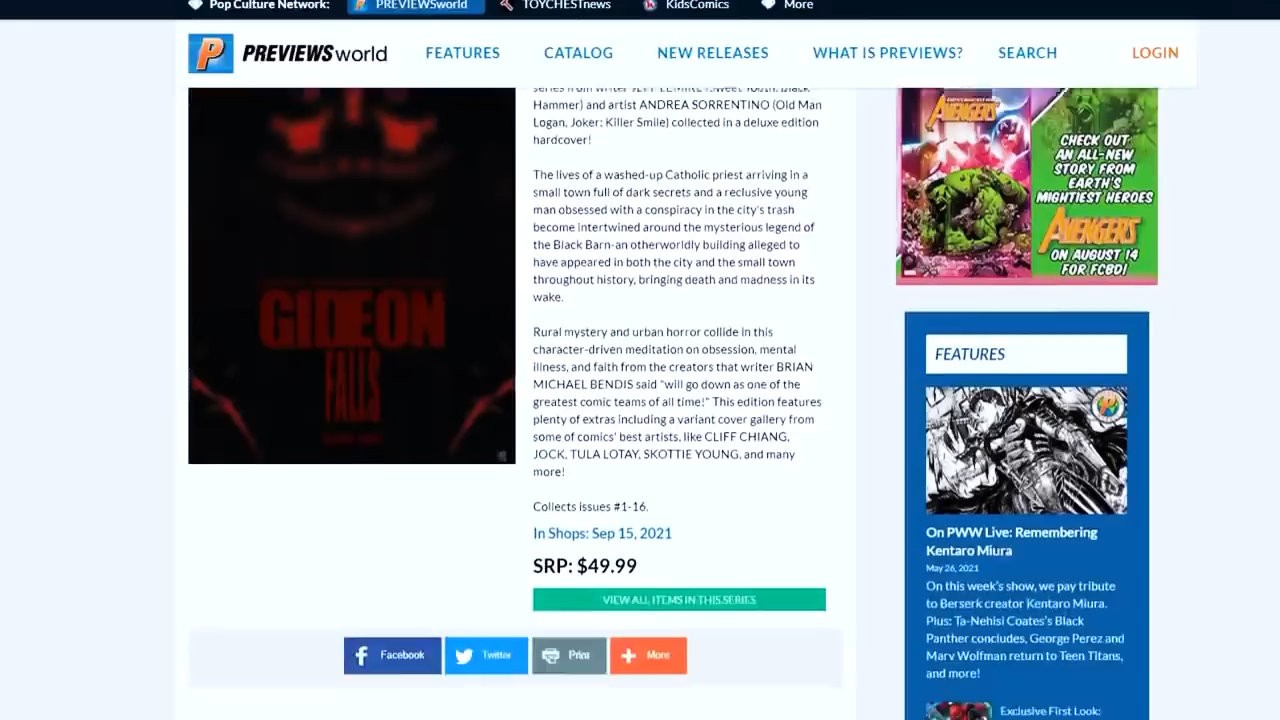 Pop Culture Network:
PREVIEWSworld
TOYCHESTnews
KidsComics
More
PREVIEWSworld
FEATURES
CATALOG
NEW RELEASES
WHAT IS PREVIEWS?
SEARCH
LOGIN
series from writer JEFF LEMIRE (Sweet Tooth, Black
Hammer) and artist ANDREA SORRENTINO (Old Man
Logan, Joker: Killer Smile) collected in a deluxe edition
hardcover!
The lives of a washed-up Catholic priest arriving in a
small town full of dark secrets and a reclusive young
man obsessed with a conspiracy in the city's trash
become intertwined around the mysterious legend of
the Black Barn-an otherworldly building alleged to
have appeared in both the city and the small town
throughout history, bringing death and madness in its
wake.
Rural mystery and urban horror collide in this
character-driven meditation on obsession, mental
illness, and faith from the creators that writer BRIAN
MICHAEL BENDIS said "will go down as one of the
greatest comic teams of all time!" This edition features
plenty of extras including a variant cover gallery from
some of comics' best artists, like CLIFF CHIANG,
JOCK, TULA LOTAY, SKOTTIE YOUNG, and many
more!
Collects issues #1-16.
In Shops: Sep 15, 2021
SRP: $49.99
VIEW ALL ITEMS IN THIS SERIES
Facebook
Twitter
Print
More
GIDEON
FALLS
AVENGERS
CHECK OUT
AN ALL-NEW
STORY FROM
EARTH'S
MIGHTIEST HEROES
AVENGERS
ON AUGUST 14
FOR FCBD!
FEATURES
On PWW Live: Remembering
Kentaro Miura
May 26, 2021
On this week's show, we pay tribute
to Berserk creator Kentaro Miura.
Plus: Ta-Nehisi Coates's Black
Panther concludes, George Perez and
Marv Wolfman return to Teen Titans,
and more!
Exclusive First Look: